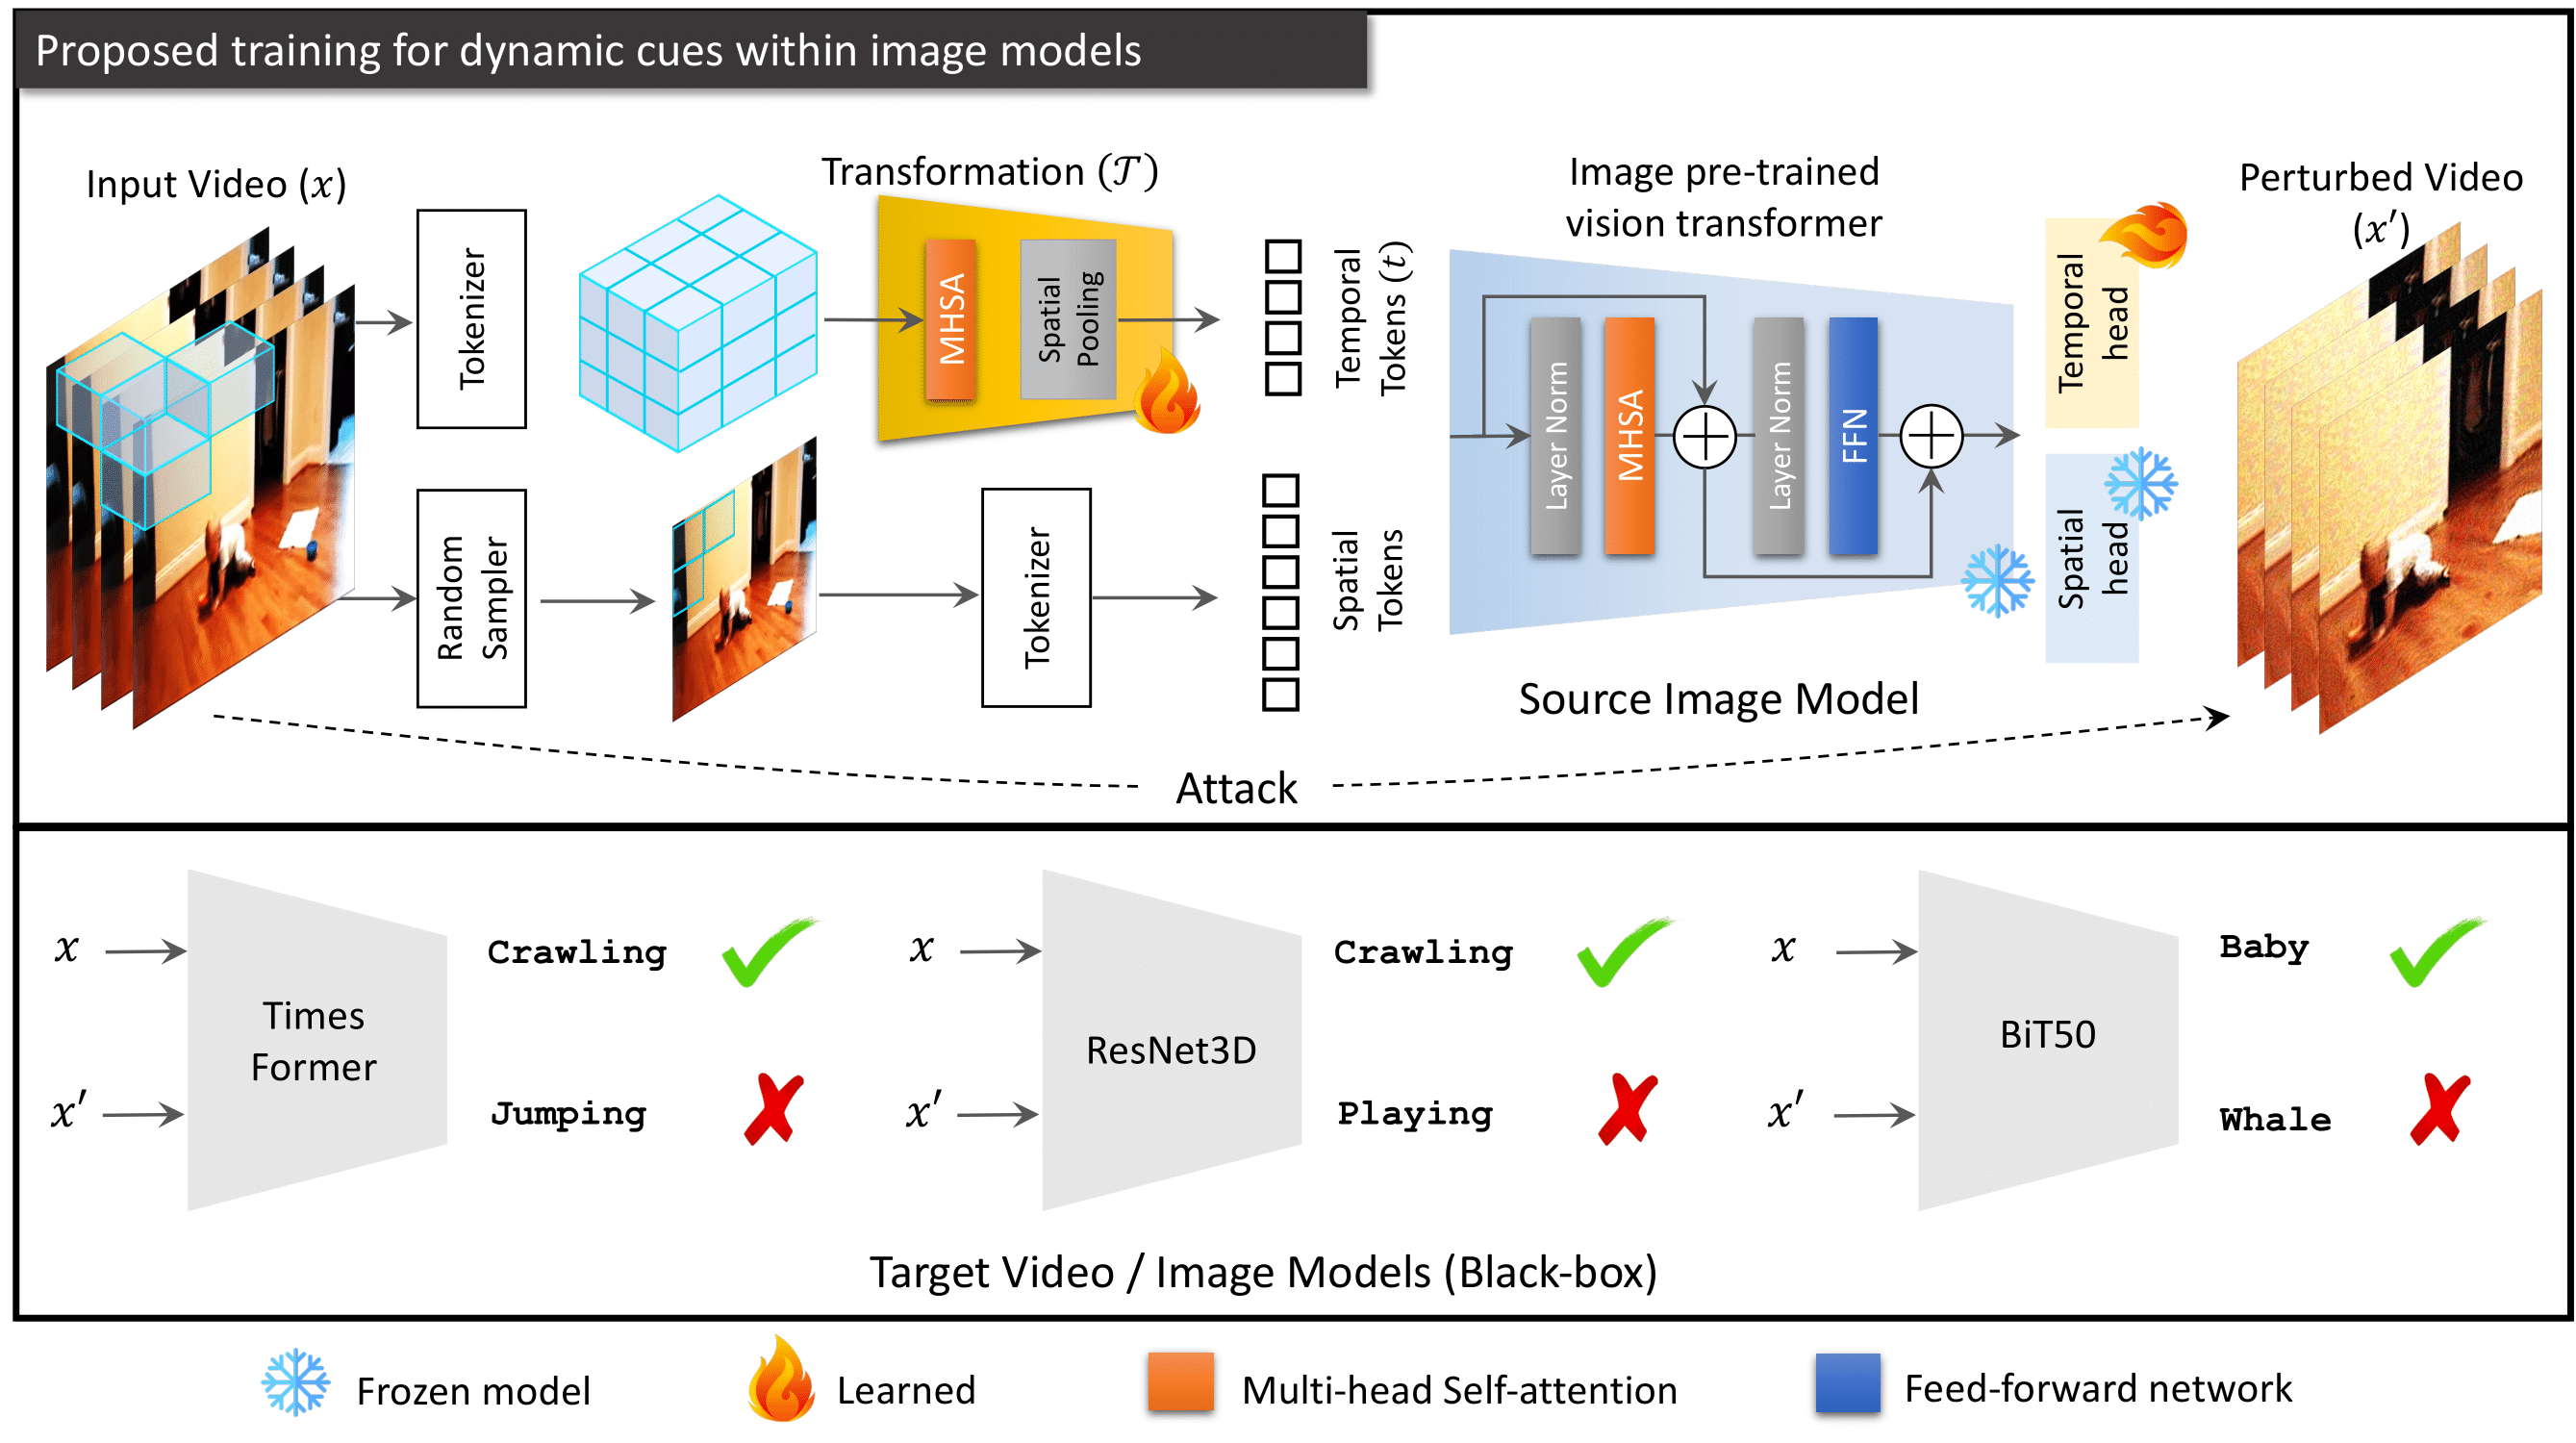 Proposed training for dynamic cues within image models
Input Video (x)
Tokenizer
Transformation (𝒯)
MHSA
Spatial
Pooling
Temporal
Tokens (t)
Image pre-trained
vision transformer
Layer Norm
MHSA
Layer Norm
FFN
Temporal
head
Perturbed Video
(x′)
Random
Sampler
Tokenizer
Spatial
Tokens
Spatial
head
Source Image Model
Attack
x
Times
Former
Crawling
x′
Jumping
x
ResNet3D
Crawling
x′
Playing
x
BiT50
Baby
x′
Whale
Target Video / Image Models (Black-box)
Frozen model
Learned
Multi-head Self-attention
Feed-forward network